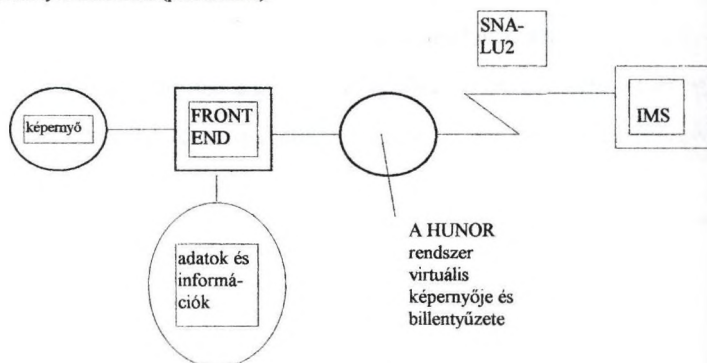 SNA-
LU2
képernyő
FRONT
END
IMS
adatok és
informá-
ciók
A HUNOR
rendszer
virtuális
képernyője és
billentyűzete